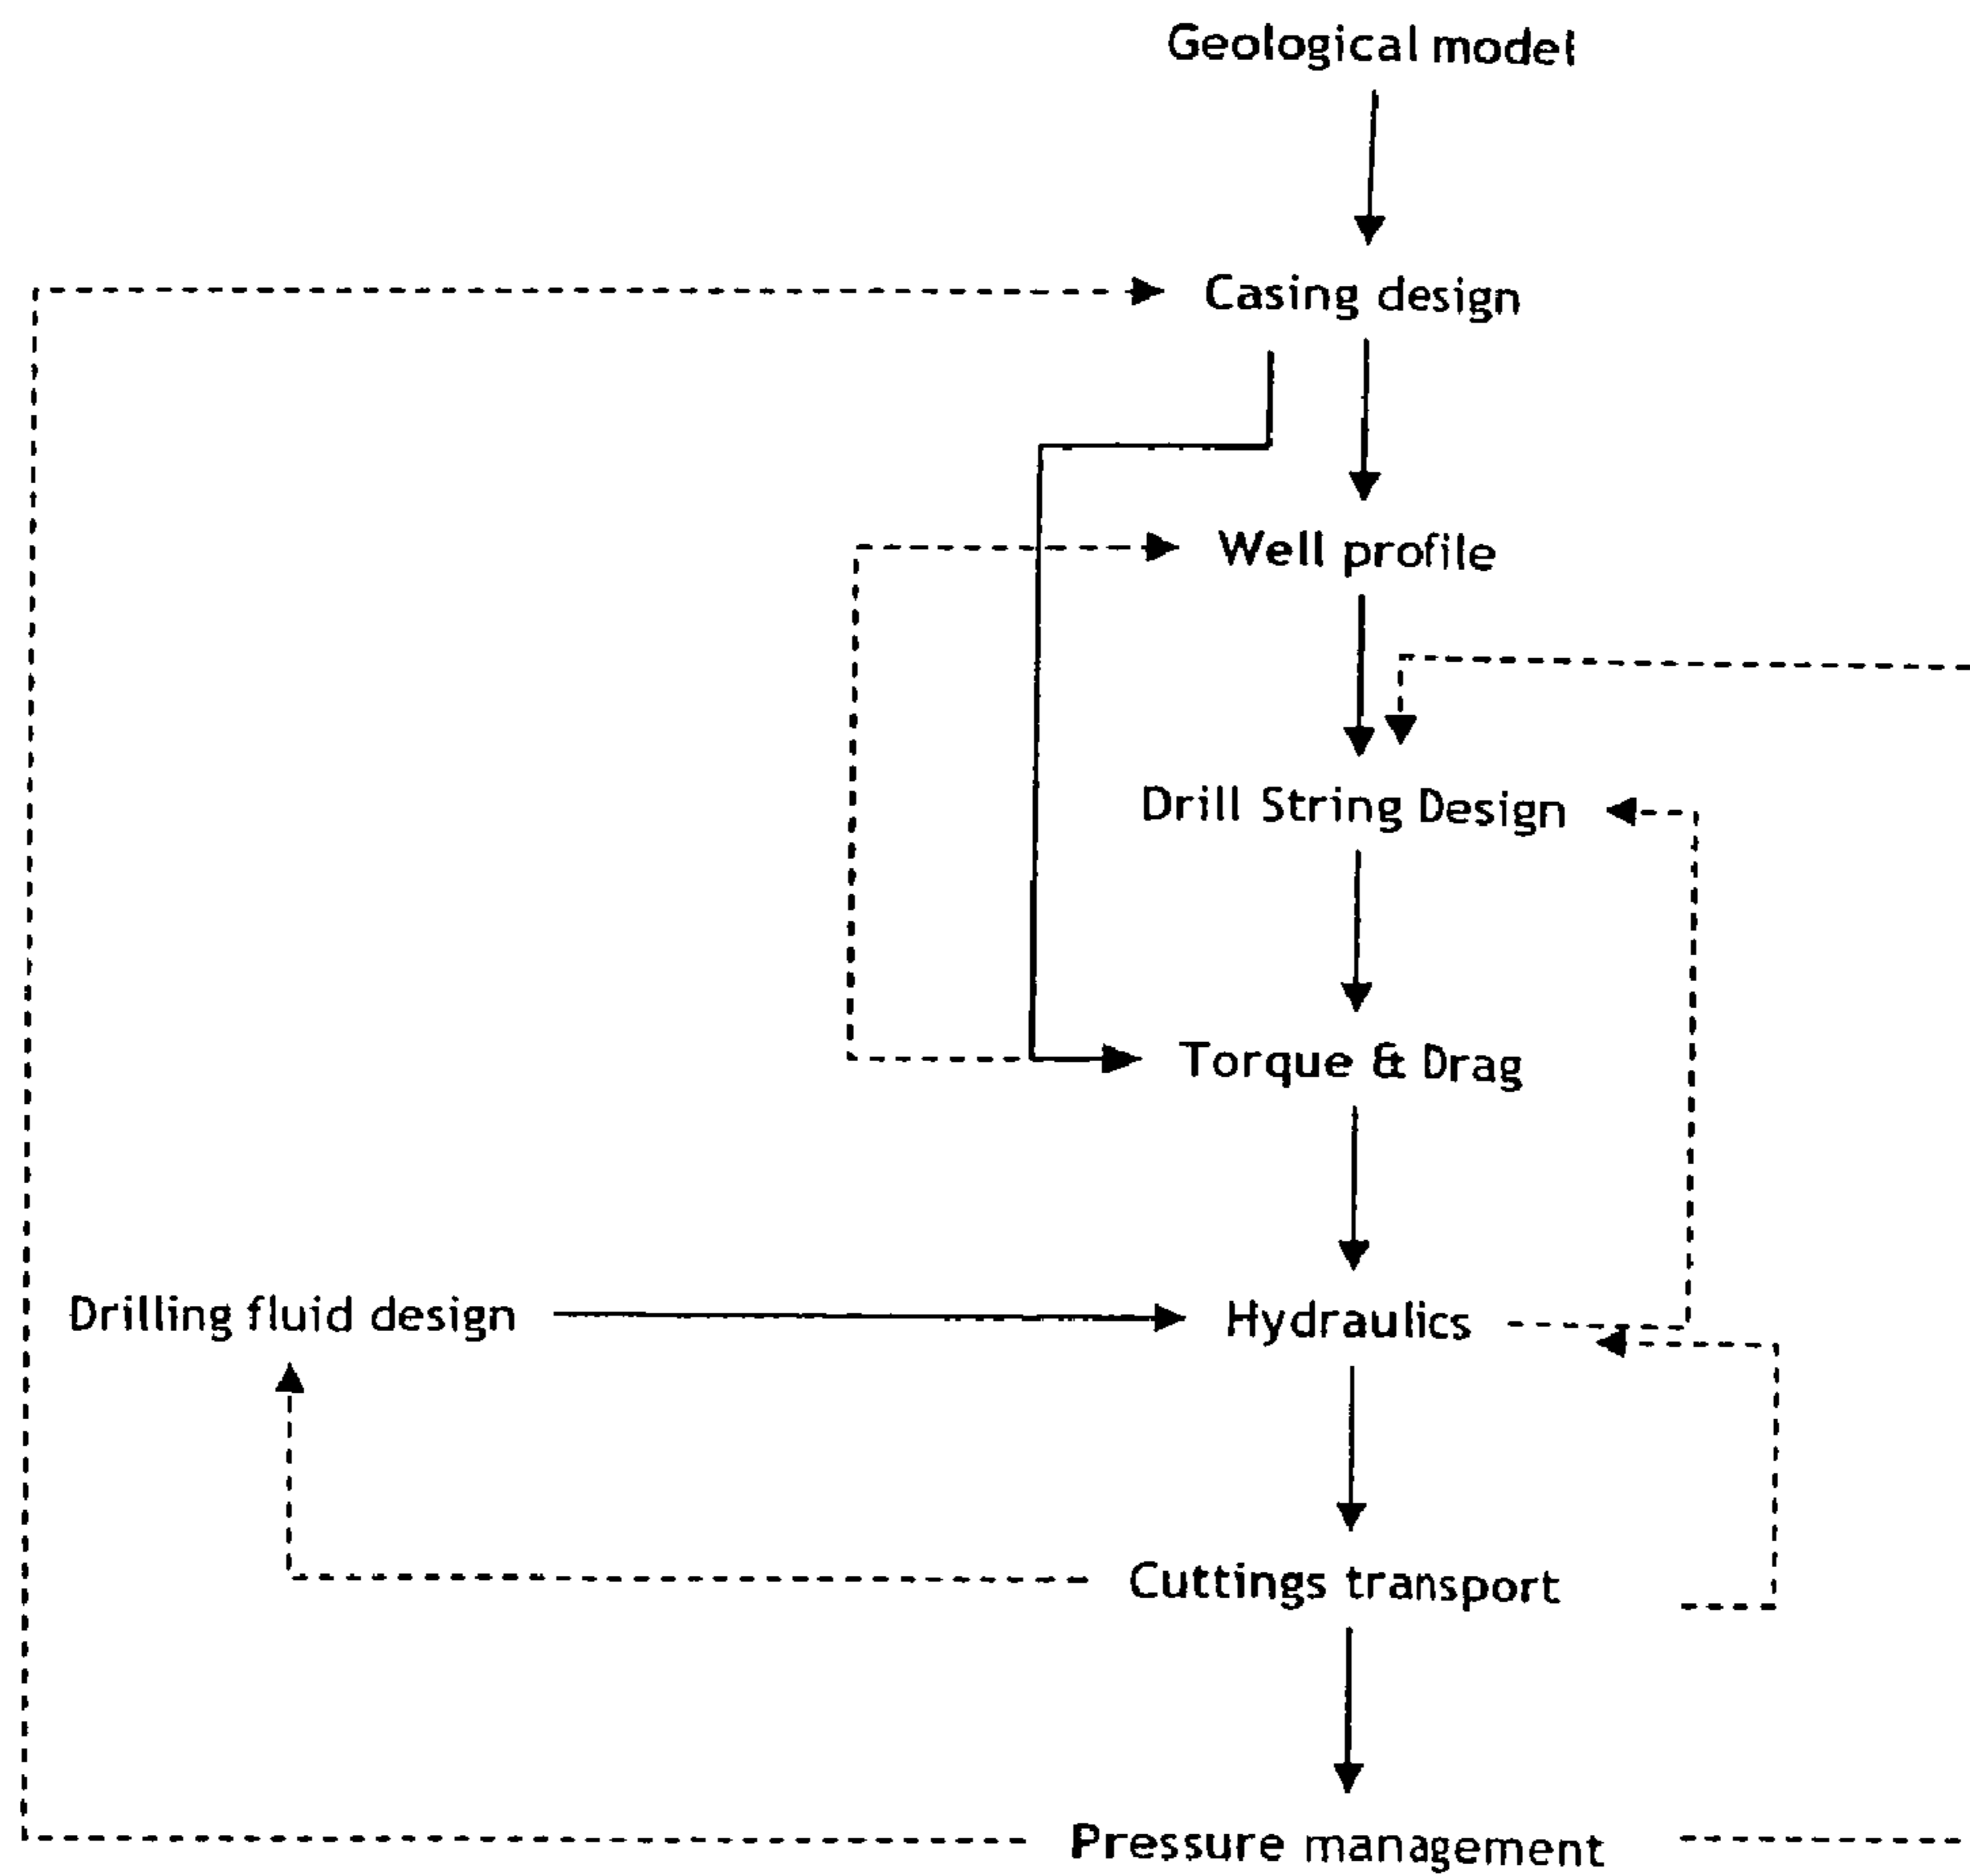 Geological model
Casing design
Well profile
Drill String Design
Torque & Drag
Drilling fluid design
Hydraulics
Cuttings transport
Pressure management